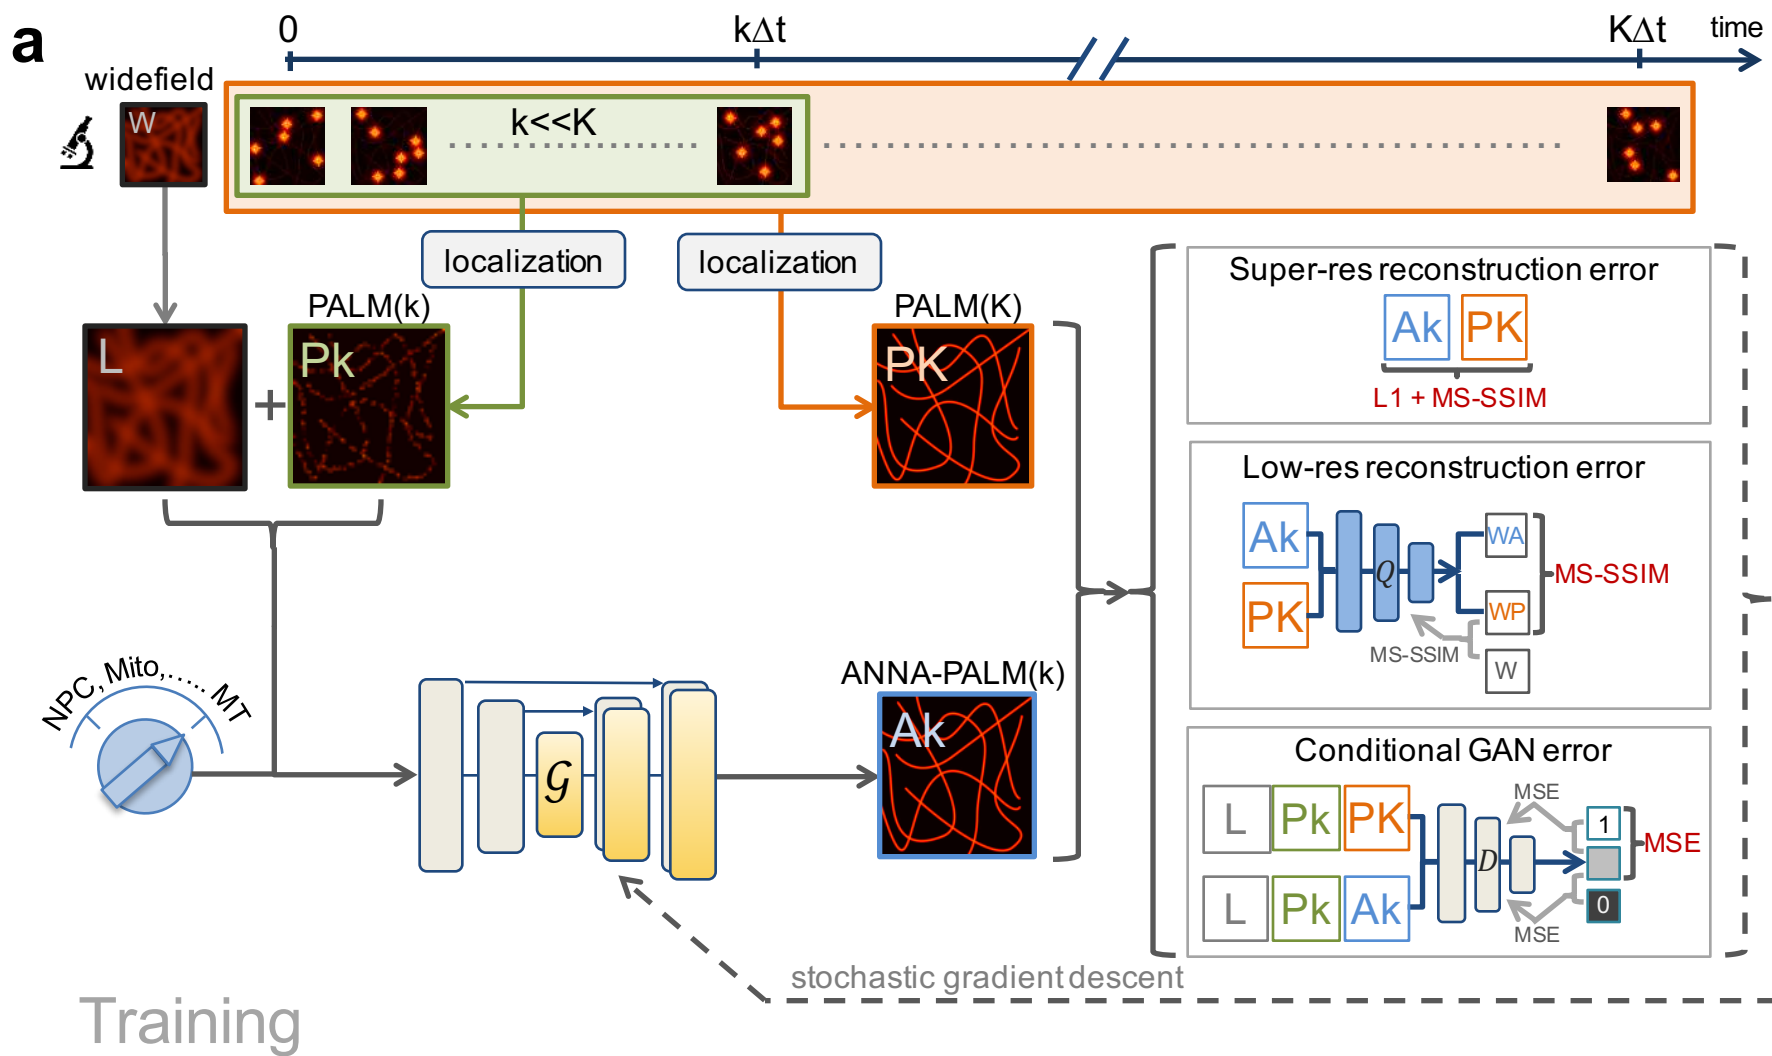 a
0
kΔt
KΔt
time
widefield
W
k<<K
localization
localization
PALM(k)
PALM(K)
L
+
Pk
PK
Super-res reconstruction error
Ak
PK
L1 + MS-SSIM
Low-res reconstruction error
Ak
PK
Q
WA
WP
W
MS-SSIM
MS-SSIM
NPC, Mito,..... MT
G
ANNA-PALM(k)
Ak
Conditional GAN error
L
Pk
PK
L
Pk
Ak
D
MSE
MSE
1
0
MSE
stochastic gradient descent
Training